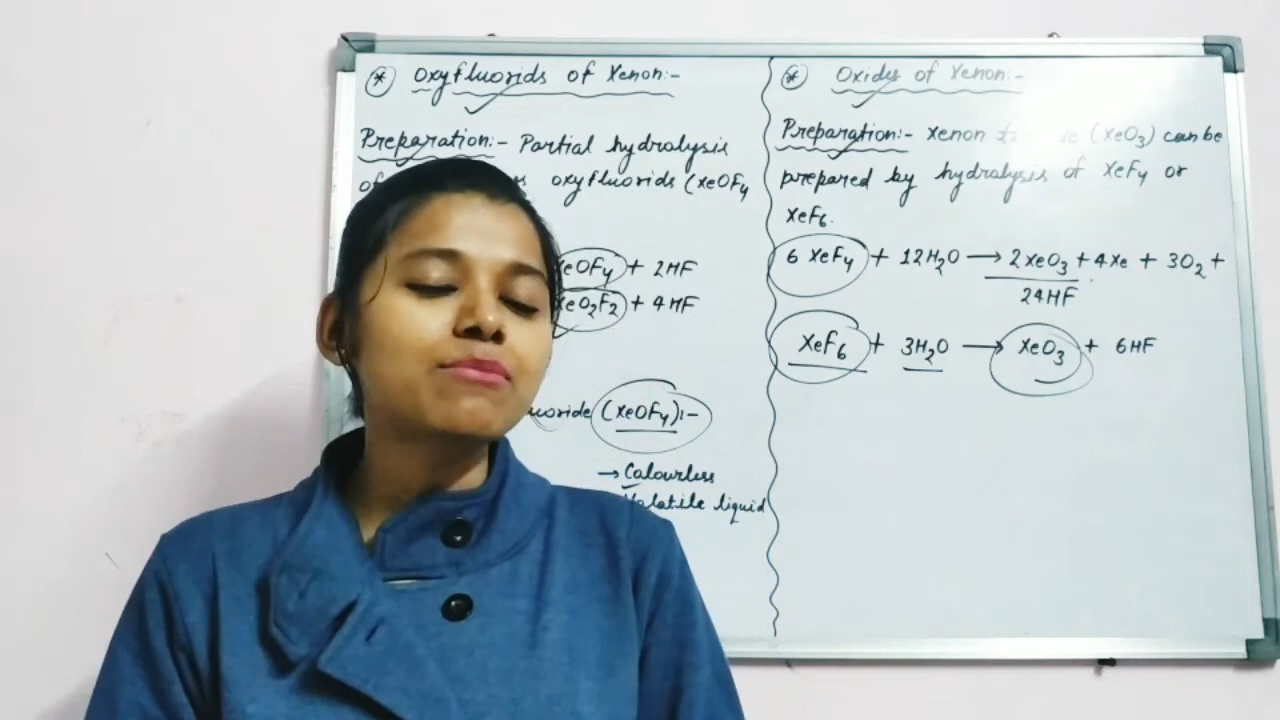 * Oxyfluorids of Xenon:-
Preparation:- Partial hydrolysis
of oxyfluorids (XeOF4
XeOF4 + 2HF
XeO2F2 + 4HF
(XeOF4):-
→ Colourless
Volatile liquid
* Oxides of Xenon:-
Preparation:- Xenon (XeO3) can be
prepared by hydrolysis of XeF4 or
XeF6.
6 XeF4 + 12H2O → 2XeO3 + 4Xe + 3O2 +
24HF
XeF6 + 3H2O → XeO3 + 6HF